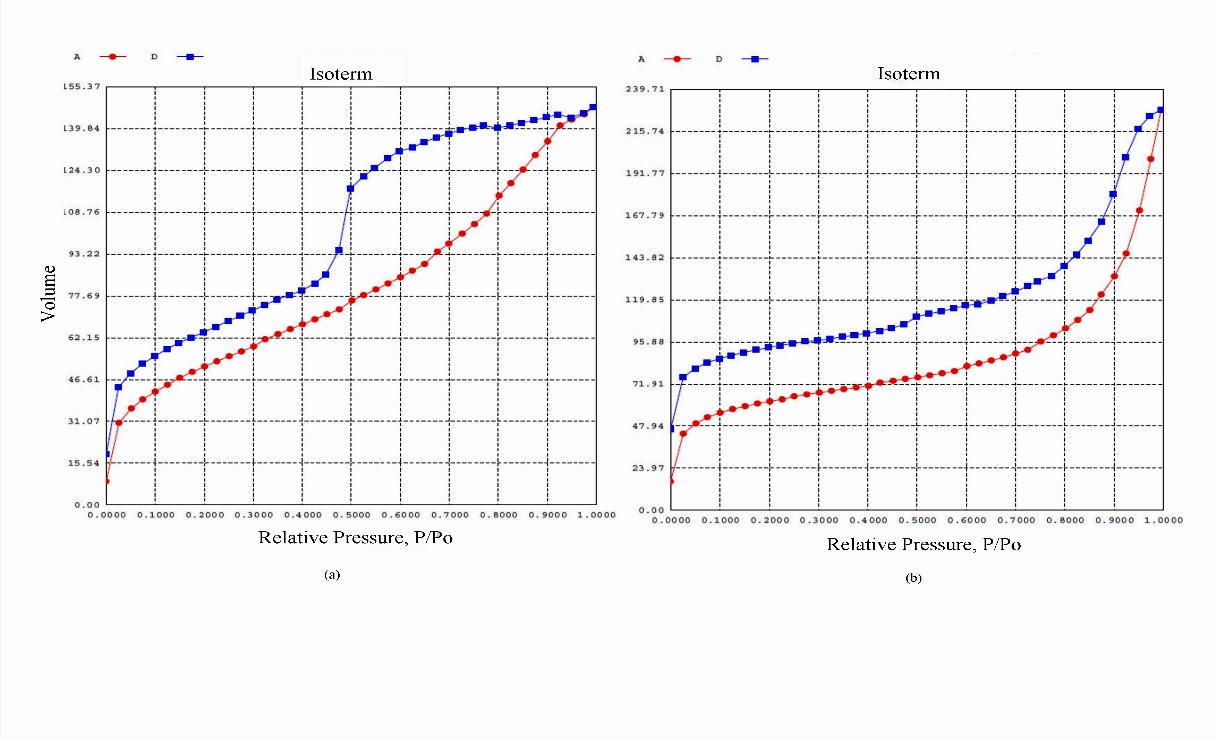 A D
Isoterm
155.37
139.84
124.30
108.76
93.22
77.69
62.15
46.61
31.07
15.54
0.00
0.0000 0.1000 0.2000 0.3000 0.4000 0.5000 0.6000 0.7000 0.8000 0.9000 1.0000
Volume
Relative Pressure, P/Po
(a)
A D
Isoterm
239.71
215.74
191.77
167.79
143.82
119.85
95.88
71.91
47.94
23.97
0.00
0.0000 0.1000 0.2000 0.3000 0.4000 0.5000 0.6000 0.7000 0.8000 0.9000 1.0000
Relative Pressure, P/Po
(b)